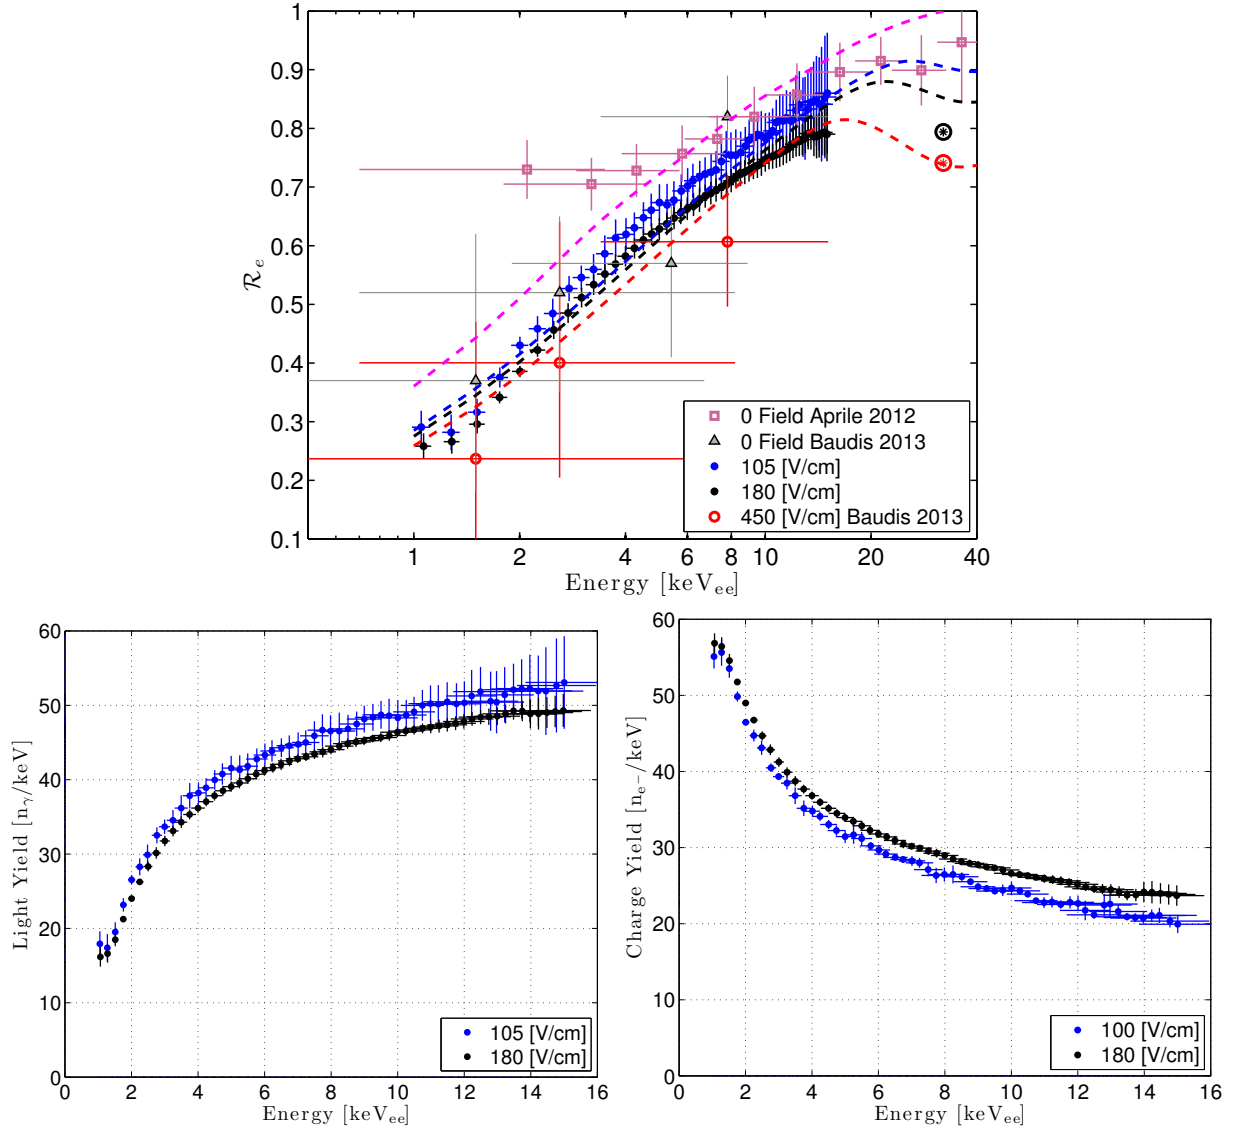 1
0.9
0.8
0.7
0.6
0.5
0.4
0.3
0.2
0.1
ℛe
0 Field Aprile 2012
0 Field Baudis 2013
105 [V/cm]
180 [V/cm]
450 [V/cm] Baudis 2013
1 2 4 6 8 10 20 40
Energy [keVee]
60
50
40
30
20
10
0
Light Yield [nγ/keV]
105 [V/cm]
180 [V/cm]
0 2 4 6 8 10 12 14 16
Energy [keVee]
60
50
40
30
20
10
0
Charge Yield [ne−/keV]
100 [V/cm]
180 [V/cm]
0 2 4 6 8 10 12 14 16
Energy [keVee]